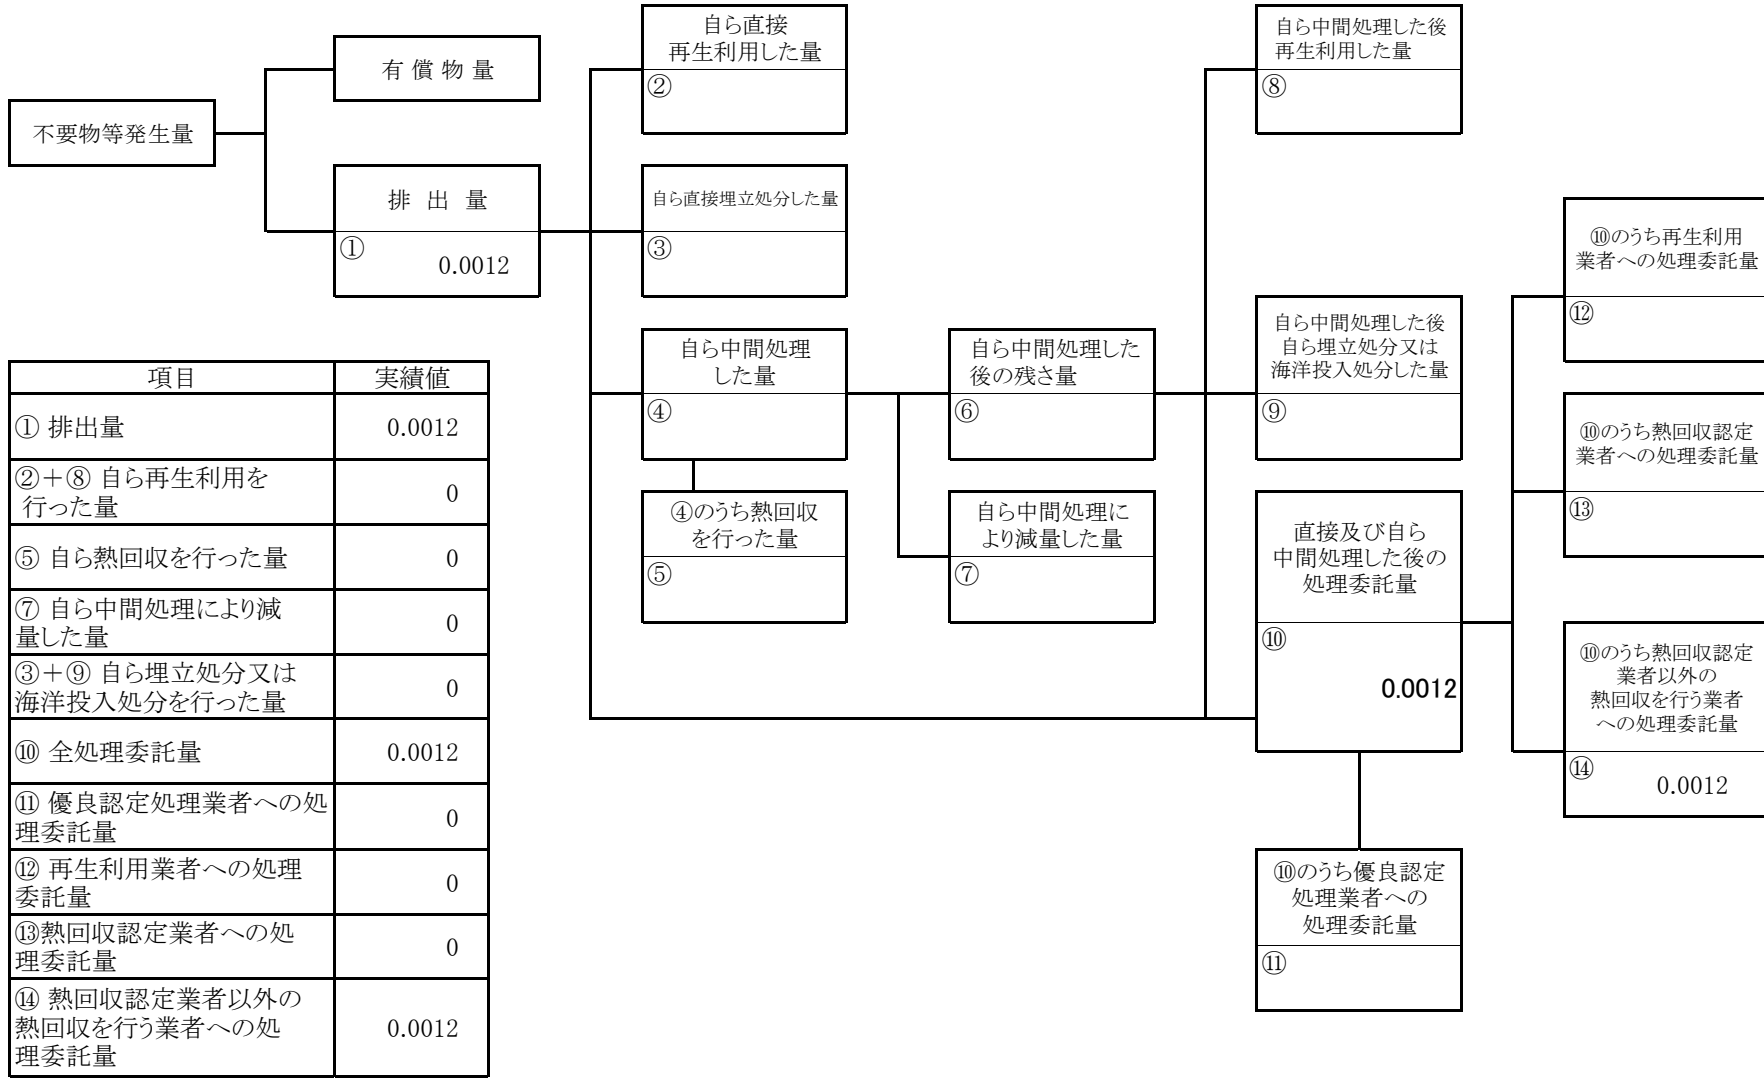 不要物等発生量
有 償 物 量
排 出 量
①
0.0012
自ら直接
再生利用した量
②
自ら直接埋立処分した量
③
自ら中間処理
した量
④
④のうち熱回収
を行った量
⑤
自ら中間処理した
後の残さ量
⑥
自ら中間処理に
より減量した量
⑦
自ら中間処理した後
再生利用した量
⑧
自ら中間処理した後
自ら埋立処分又は
海洋投入処分した量
⑨
直接及び自ら
中間処理した後の
処理委託量
⑩
0.0012
⑩のうち優良認定
処理業者への
処理委託量
⑪
⑩のうち再生利用
業者への処理委託量
⑫
⑩のうち熱回収認定
業者への処理委託量
⑬
⑩のうち熱回収認定
業者以外の
熱回収を行う業者
への処理委託量
⑭
0.0012
項目 実績値
① 排出量 0.0012
②＋⑧ 自ら再生利用を
行った量 0
⑤ 自ら熱回収を行った量 0
⑦ 自ら中間処理により減
量した量 0
③＋⑨ 自ら埋立処分又は
海洋投入処分を行った量 0
⑩ 全処理委託量 0.0012
⑪ 優良認定処理業者への処
理委託量 0
⑫ 再生利用業者への処理
委託量 0
⑬熱回収認定業者への処
理委託量 0
⑭ 熱回収認定業者以外の
熱回収を行う業者への処 0.0012
理委託量